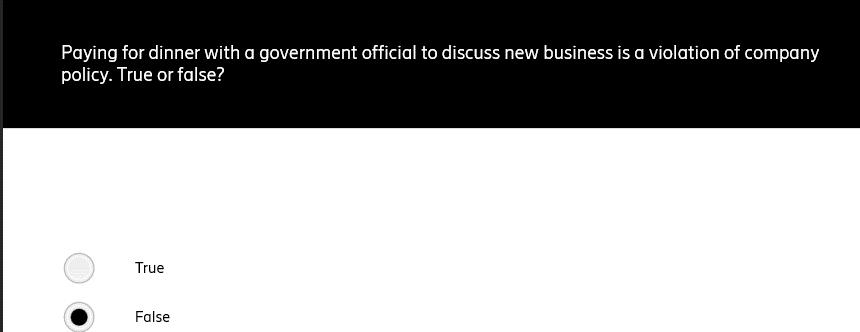 Paying for dinner with a government official to discuss new business is a violation of company
policy. True or false?
True
False